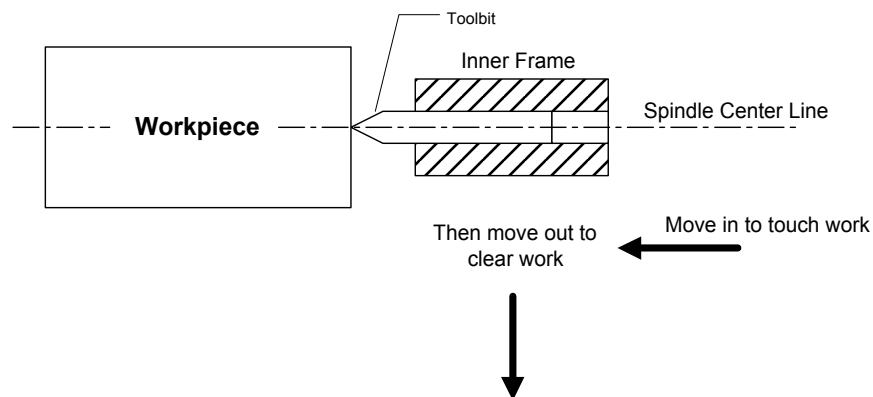 Toolbit
Inner Frame
Spindle Center Line
Workpiece
Move in to touch work
Then move out to
clear work